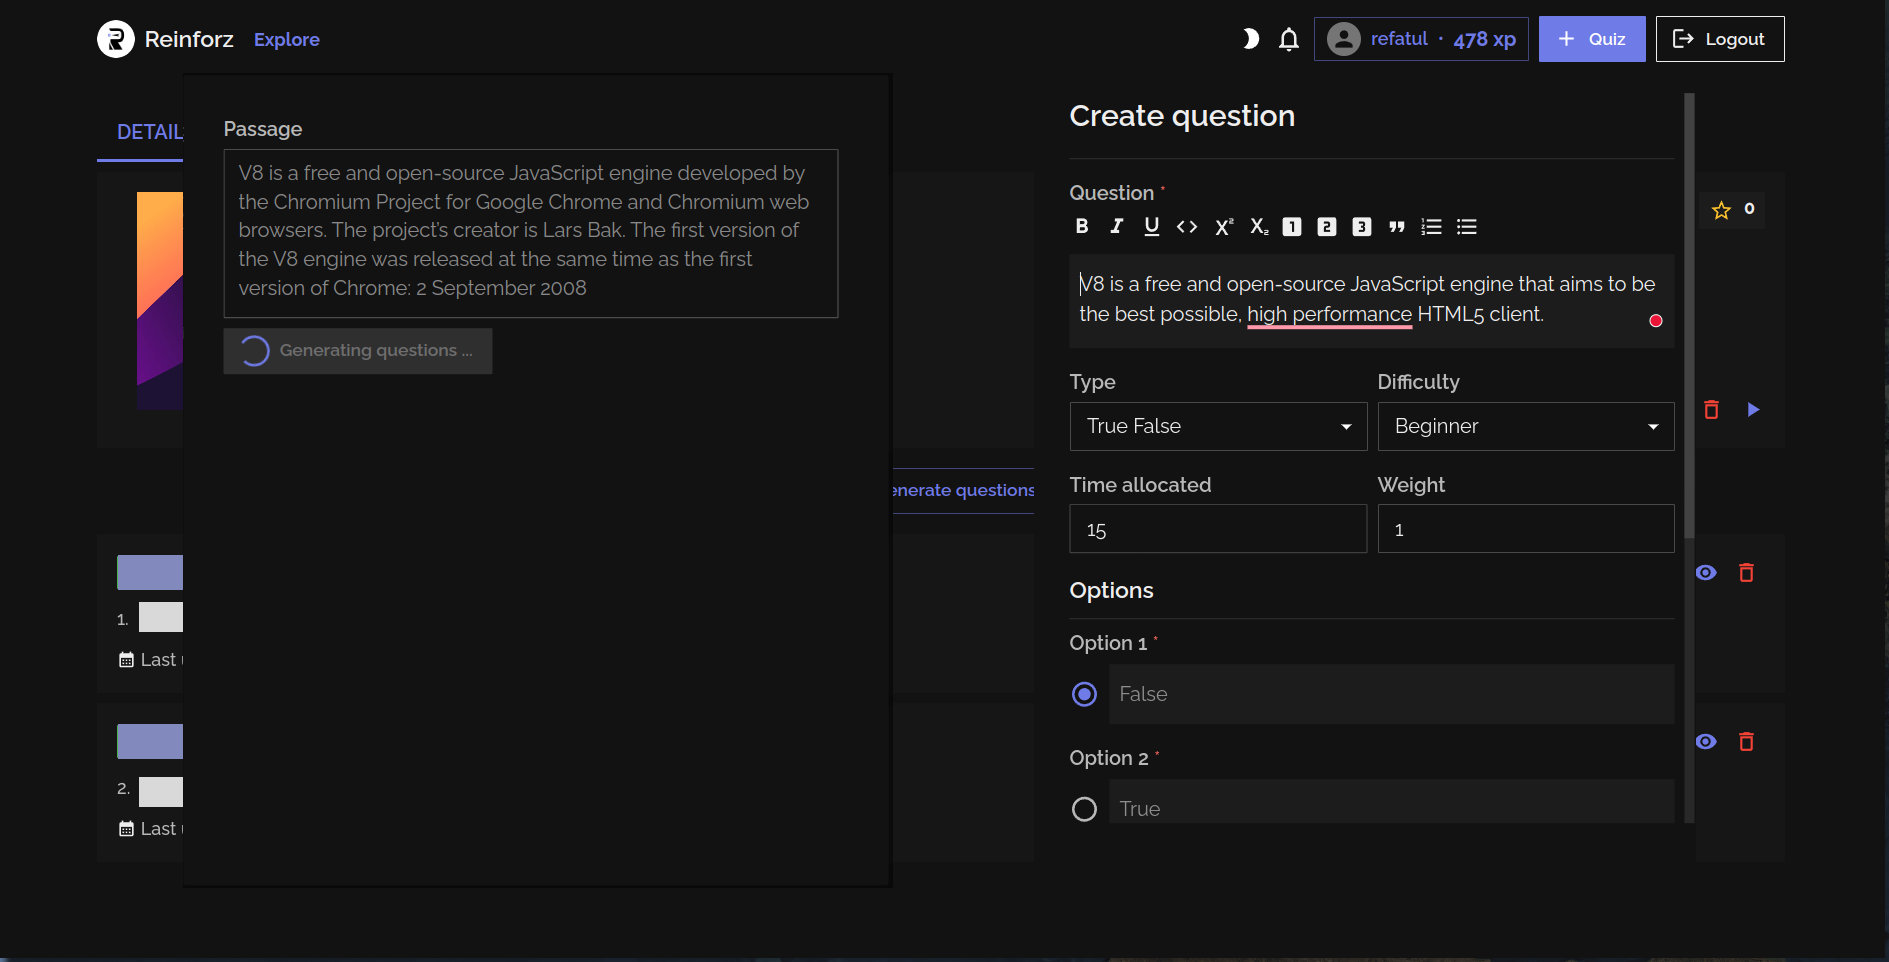 Reinforz Explore
refatul · 478 xp
+ Quiz
Logout
Passage
V8 is a free and open-source JavaScript engine developed by
the Chromium Project for Google Chrome and Chromium web
browsers. The project's creator is Lars Bak. The first version of
the V8 engine was released at the same time as the first
version of Chrome: 2 September 2008
Generating questions ...
DETAIL
enerate questions
1.
Last
2.
Last
Create question
Question *
B I U <> X² X₂ 1 2 3
V8 is a free and open-source JavaScript engine that aims to be
the best possible, high performance HTML5 client.
Type
Difficulty
True False
Beginner
Time allocated
Weight
15
1
Options
Option 1 *
False
Option 2 *
True
0